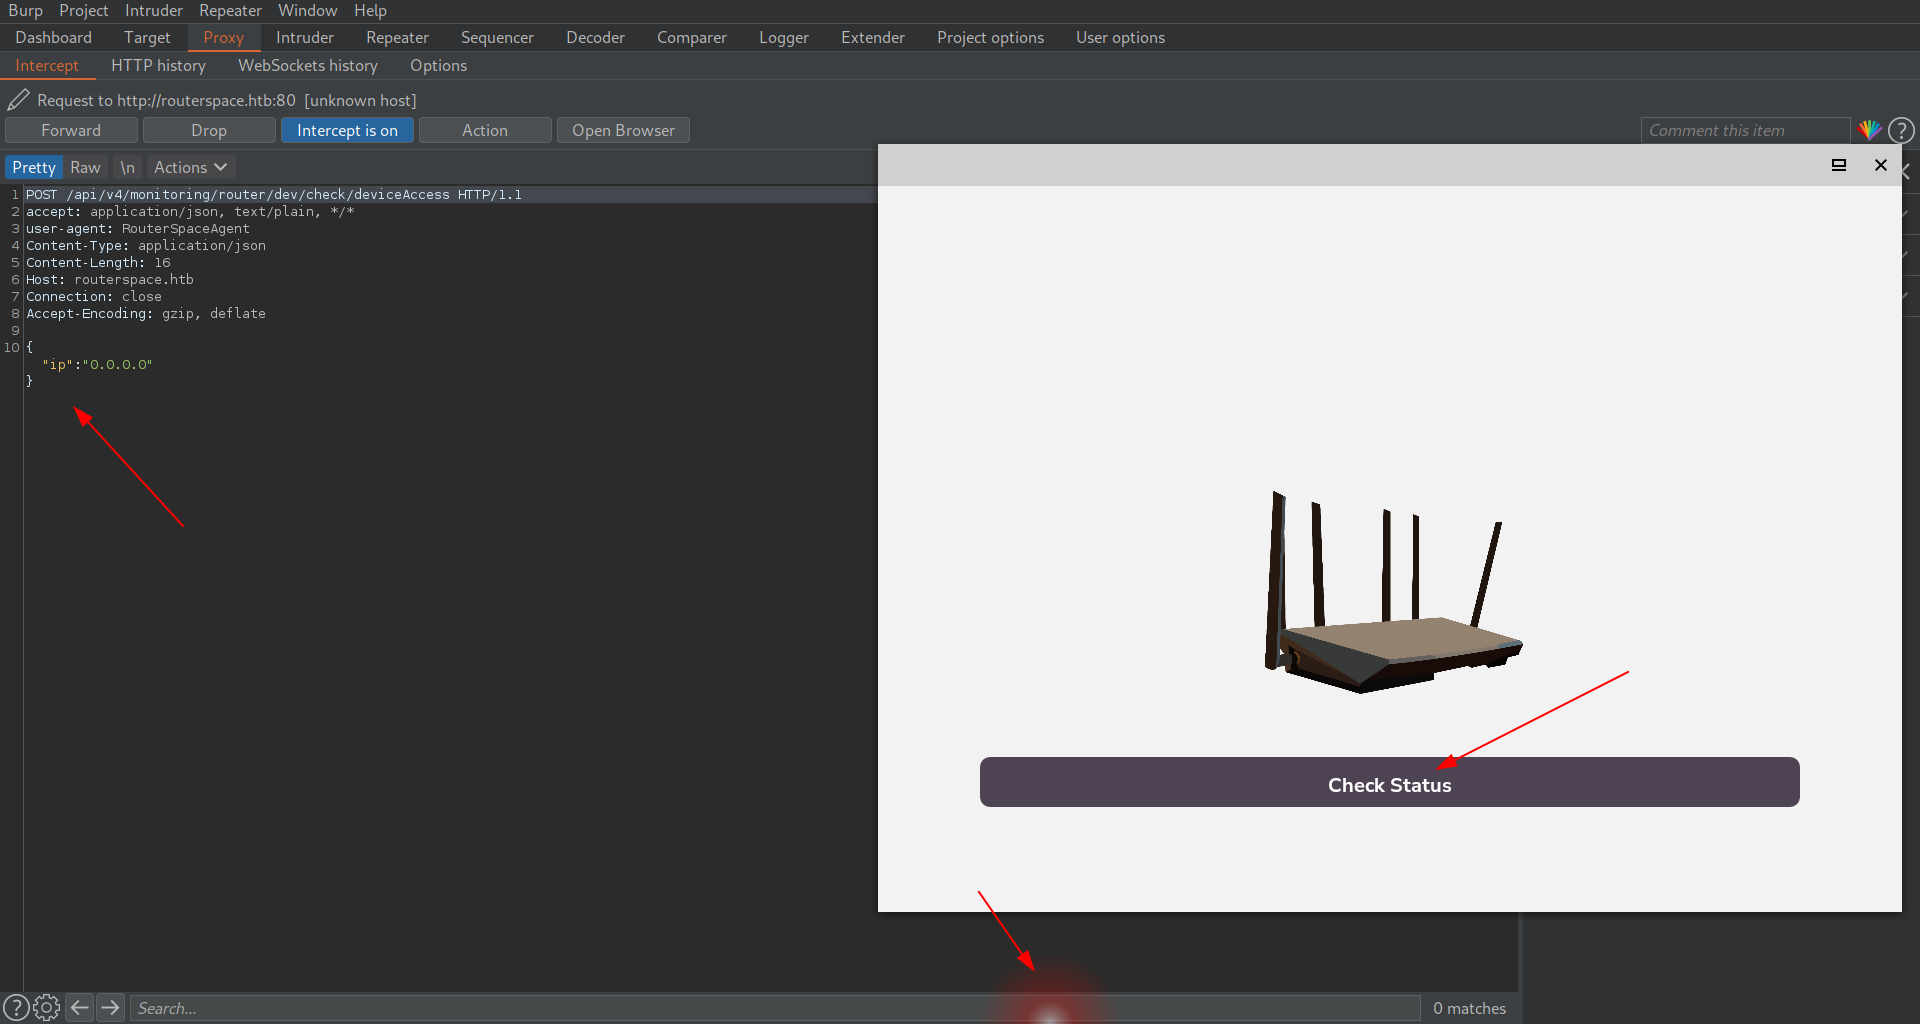 Burp Project Intruder Repeater Window Help
Dashboard Target Proxy Intruder Repeater Sequencer Decoder Comparer Logger Extender Project options User options
Intercept HTTP history WebSockets history Options
Request to http://routerspace.htb:80 [unknown host]
Forward Drop Intercept is on Action Open Browser Comment this item ?
Pretty Raw \n Actions
1 POST /api/v4/monitoring/router/dev/check/deviceAccess HTTP/1.1
2 accept: application/json, text/plain, */*
3 user-agent: RouterSpaceAgent
4 Content-Type: application/json
5 Content-Length: 16
6 Host: routerspace.htb
7 Connection: close
8 Accept-Encoding: gzip, deflate
9
10 {
"ip":"0.0.0.0"
}
Check Status
? Search... 0 matches